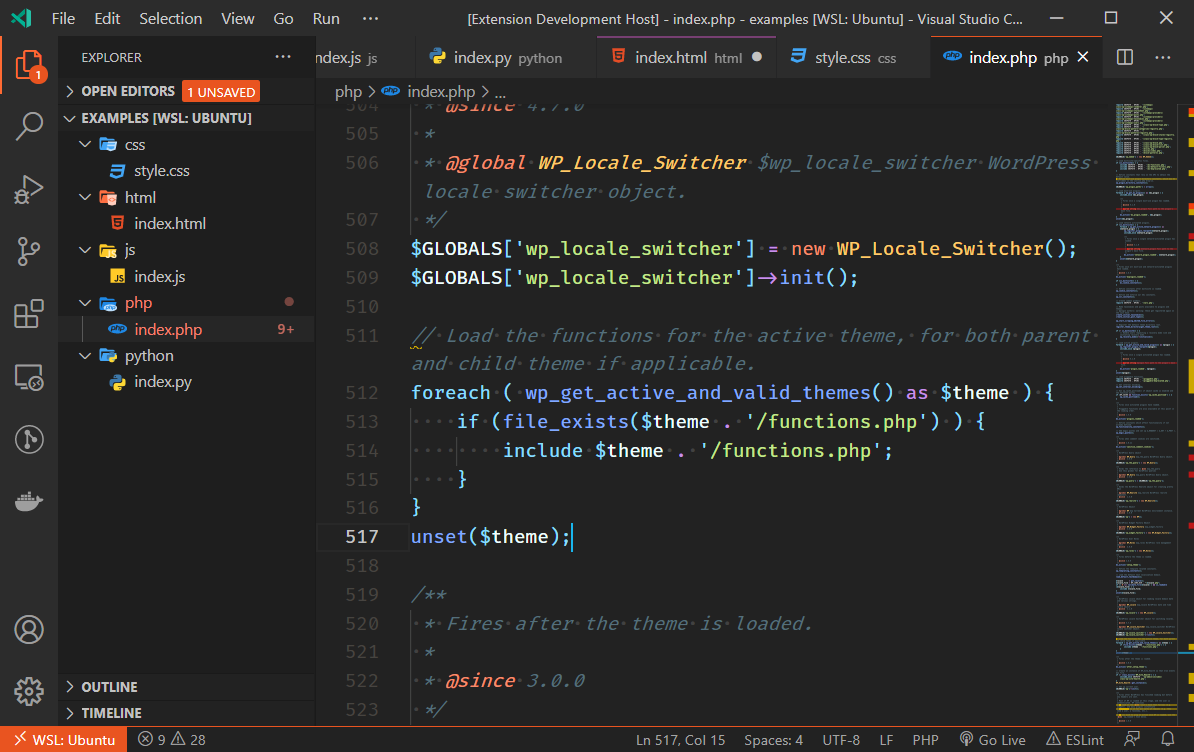 File Edit Selection View Go Run ··· [Extension Development Host] - index.php - examples [WSL: Ubuntu] - Visual Studio C...
EXPLORER ···
ndex.js js index.py python index.html html ● style.css css index.php php ···
1
OPEN EDITORS 1 UNSAVED
EXAMPLES [WSL: UBUNTU]
css
style.css
html
index.html
js
JS index.js
php
php index.php 9+
python
index.py
OUTLINE
TIMELINE
php > index.php > ...
504 * @since 4.7.0
505 *
506 * @global WP_Locale_Switcher $wp_locale_switcher WordPress
locale switcher object.
507 */
508 $GLOBALS['wp_locale_switcher'] = new WP_Locale_Switcher();
509 $GLOBALS['wp_locale_switcher']->init();
510
511 // Load the functions for the active theme, for both parent
and child theme if applicable.
512 foreach ( wp_get_active_and_valid_themes() as $theme ) {
513 if (file_exists($theme . '/functions.php') ) {
514 include $theme . '/functions.php';
515 }
516 }
517 unset($theme);
518
519 /**
520 * Fires after the theme is loaded.
521 *
522 * @since 3.0.0
523 */
WSL: Ubuntu 9 28 Ln 517, Col 15 Spaces: 4 UTF-8 LF PHP Go Live ESLint